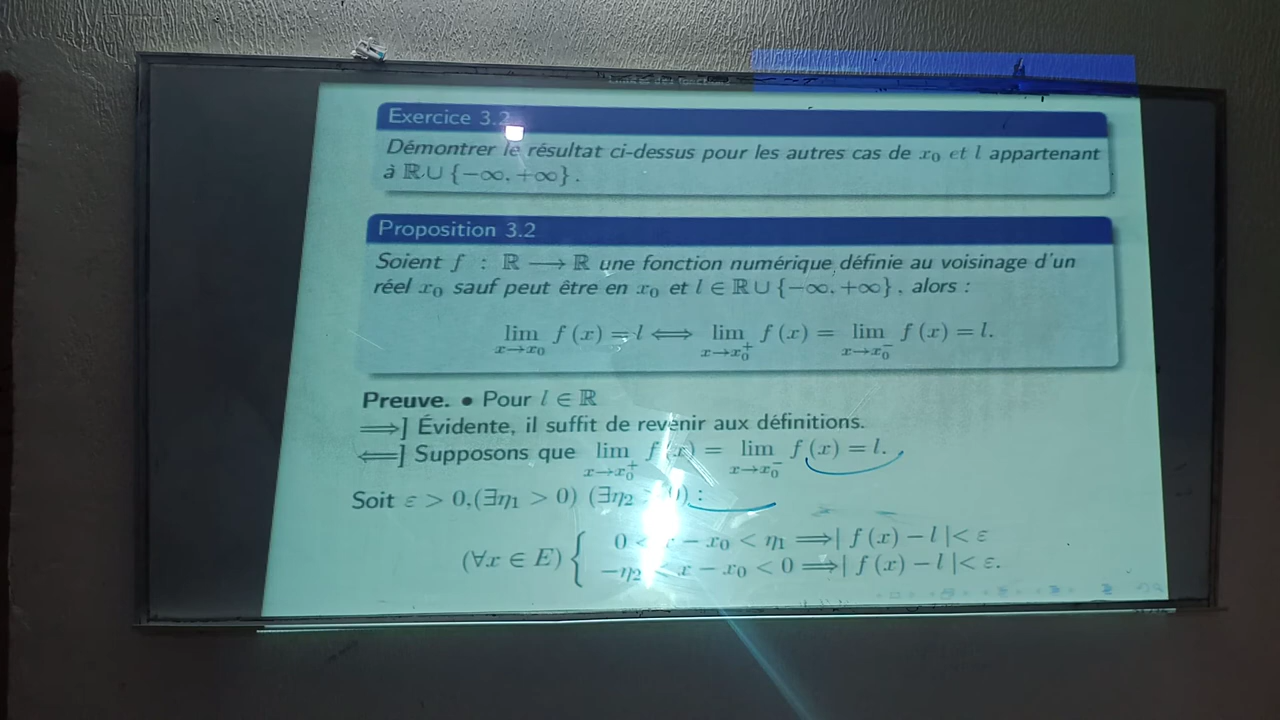 Exercice 3.2
Démontrer le résultat ci-dessus pour les autres cas de x₀ et l appartenant
à ℝ ∪ {−∞, +∞}.
Proposition 3.2
Soient f : ℝ ⟶ ℝ une fonction numérique définie au voisinage d'un
réel x₀ sauf peut être en x₀ et l ∈ ℝ ∪ {−∞, +∞}, alors :
lim_{x→x₀} f (x) = l ⟺ lim_{x→x₀⁺} f (x) = lim_{x→x₀⁻} f (x) = l.
Preuve. • Pour l ∈ ℝ
⟹] Évidente, il suffit de revenir aux définitions.
⟸] Supposons que lim_{x→x₀⁺} f (x) = lim_{x→x₀⁻} f (x) = l.
Soit ε > 0, (∃η₁ > 0) (∃η₂ > 0) :
(∀x ∈ E) { 0 < x − x₀ < η₁ ⟹| f (x) − l |< ε
−η₂ < x − x₀ < 0 ⟹| f (x) − l |< ε.